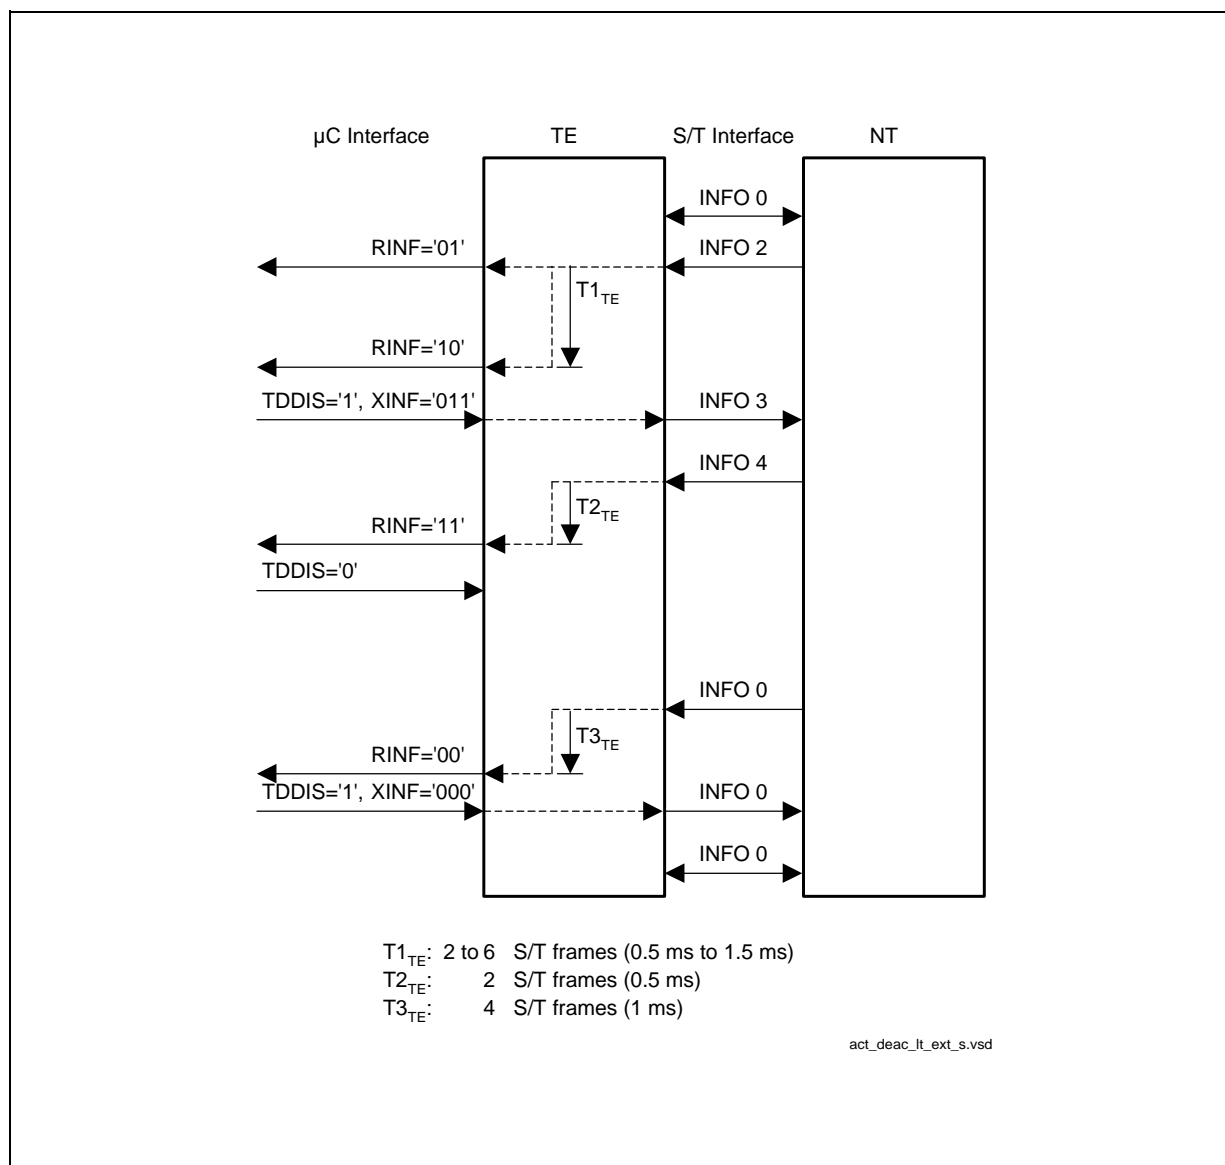 µC Interface TE S/T Interface NT
INFO 0
RINF='01' INFO 2
T1TE
RINF='10'
TDDIS='1', XINF='011' INFO 3
INFO 4
T2TE
RINF='11'
TDDIS='0'
INFO 0
T3TE
RINF='00'
TDDIS='1', XINF='000' INFO 0
INFO 0
T1TE: 2 to 6 S/T frames (0.5 ms to 1.5 ms)
T2TE: 2 S/T frames (0.5 ms)
T3TE: 4 S/T frames (1 ms)
act_deac_lt_ext_s.vsd